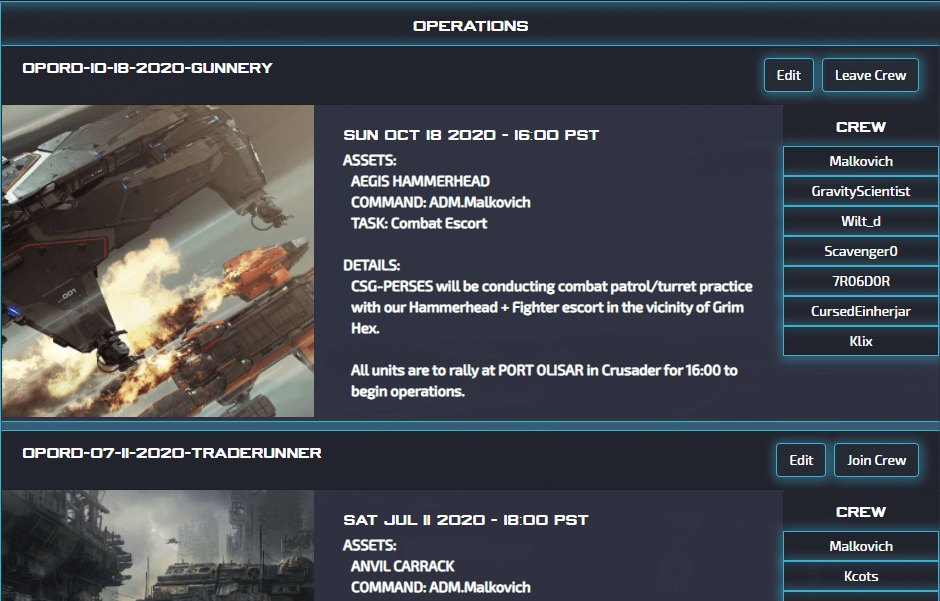 OPERATIONS
OPORD-10-18-2020-GUNNERY
Edit
Leave Crew
SUN OCT 18 2020 - 16:00 PST
ASSETS:
AEGIS HAMMERHEAD
COMMAND: ADM.Malkovich
TASK: Combat Escort
DETAILS:
CSG-PERSES will be conducting combat patrol/turret practice
with our Hammerhead + Fighter escort in the vicinity of Grim
Hex.
All units are to rally at PORT OLISAR in Crusader for 16:00 to
begin operations.
CREW
Malkovich
GravityScientist
Wilt_d
Scavenger0
7R06D0R
CursedEinherjar
Klix
...001
OPORD-07-11-2020-TRADERUNNER
Edit
Join Crew
SAT JUL 11 2020 - 18:00 PST
ASSETS:
ANVIL CARRACK
COMMAND: ADM.Malkovich
CREW
Malkovich
Kcots